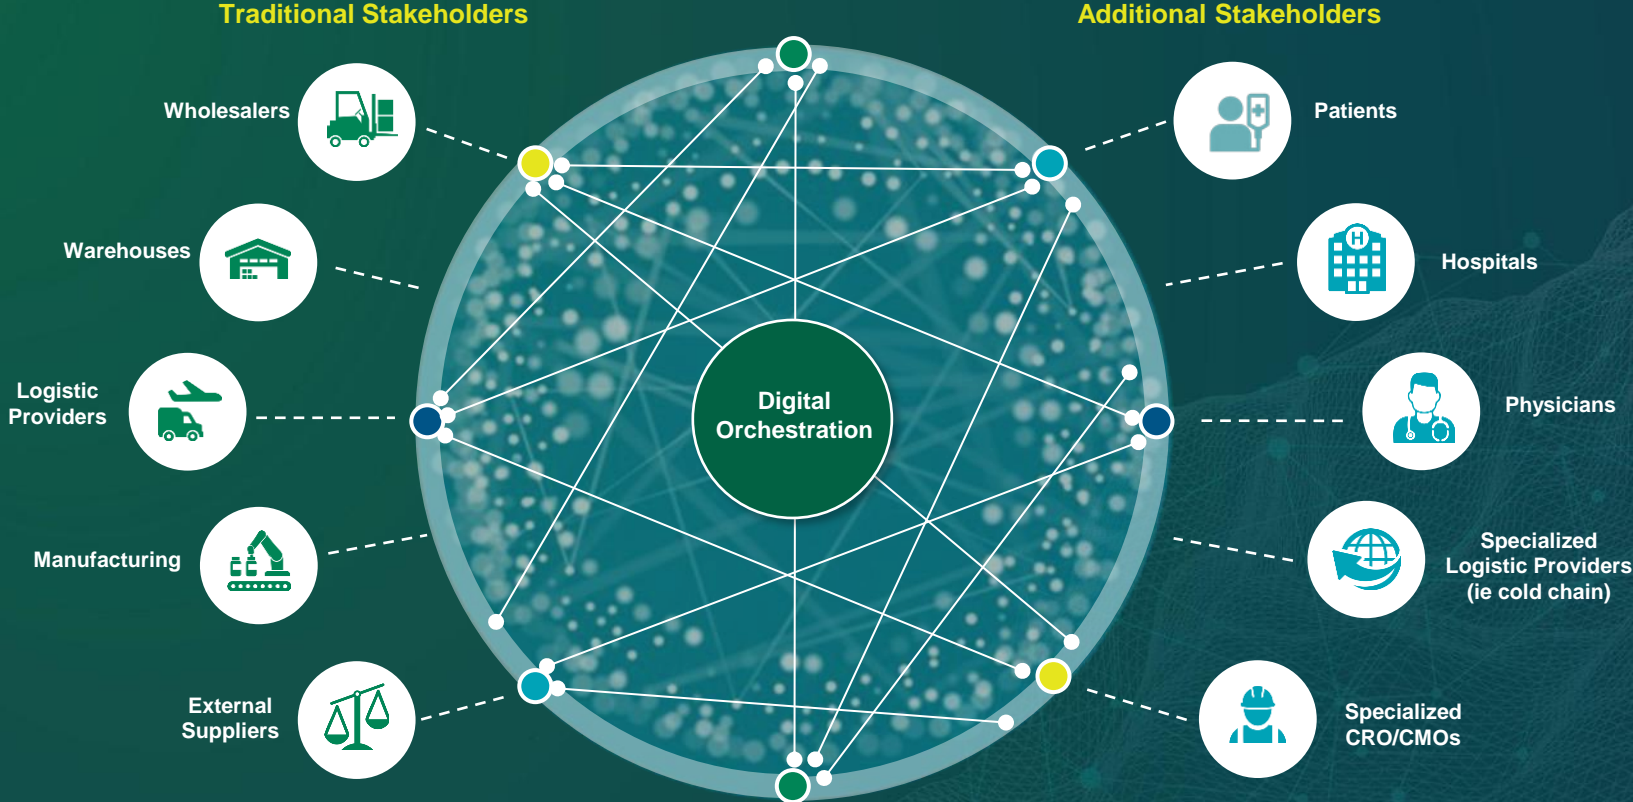 Traditional Stakeholders
Additional Stakeholders
Wholesalers
Warehouses
Logistic
Providers
Manufacturing
External
Suppliers
Digital
Orchestration
Patients
H
Hospitals
Physicians
Specialized
Logistic Providers
(ie cold chain)
Specialized
CRO/CMOs